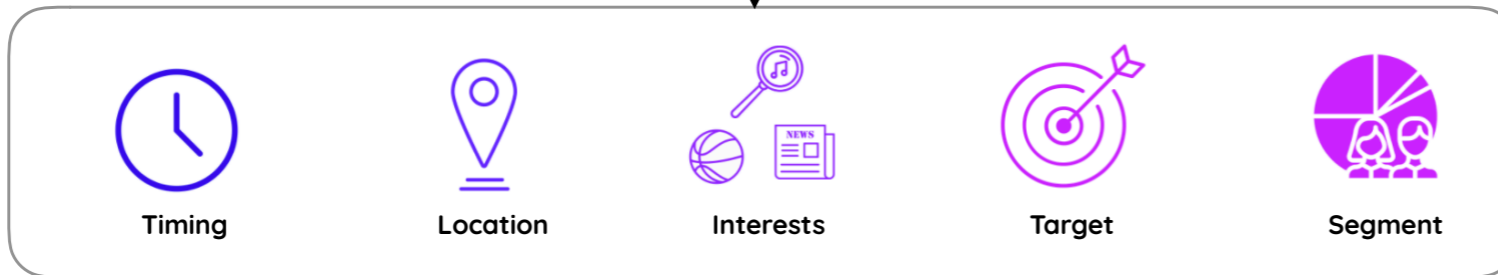 NEWS
Timing
Location
Interests
Target
Segment